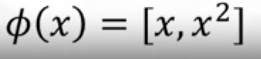 ϕ(x) = [x, x²]